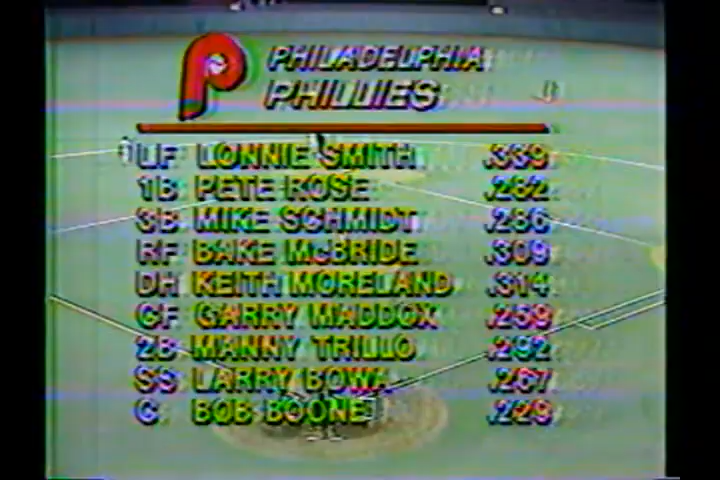 PHILADELPHIA
PHILLIES
LF LONNIE SMITH .339
1B PETE ROSE .282
3B MIKE SCHMIDT .286
RF BAKE McBRIDE .309
DH KEITH MORELAND .314
CF GARRY MADDOX .259
2B MANNY TRILLO .292
SS LARRY BOWA .267
C BOB BOONE .229